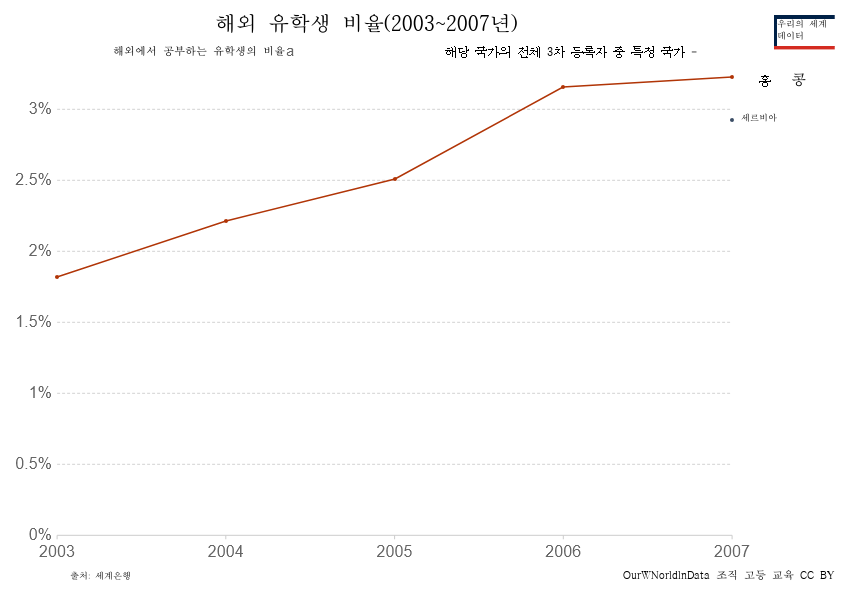 해외 유학생 비율(2003~2007년)
우리의 세계
데이터
해외에서 공부하는 유학생의 비율a 해당 국가의 전체 3차 등록자 중 특정 국가 -
홍 콩
3%
세르비아
2.5%
2%
1.5%
1%
0.5%
0%
2003 2004 2005 2006 2007
출처: 세계은행 OurWNorldInData 조직 고등 교육 CC BY